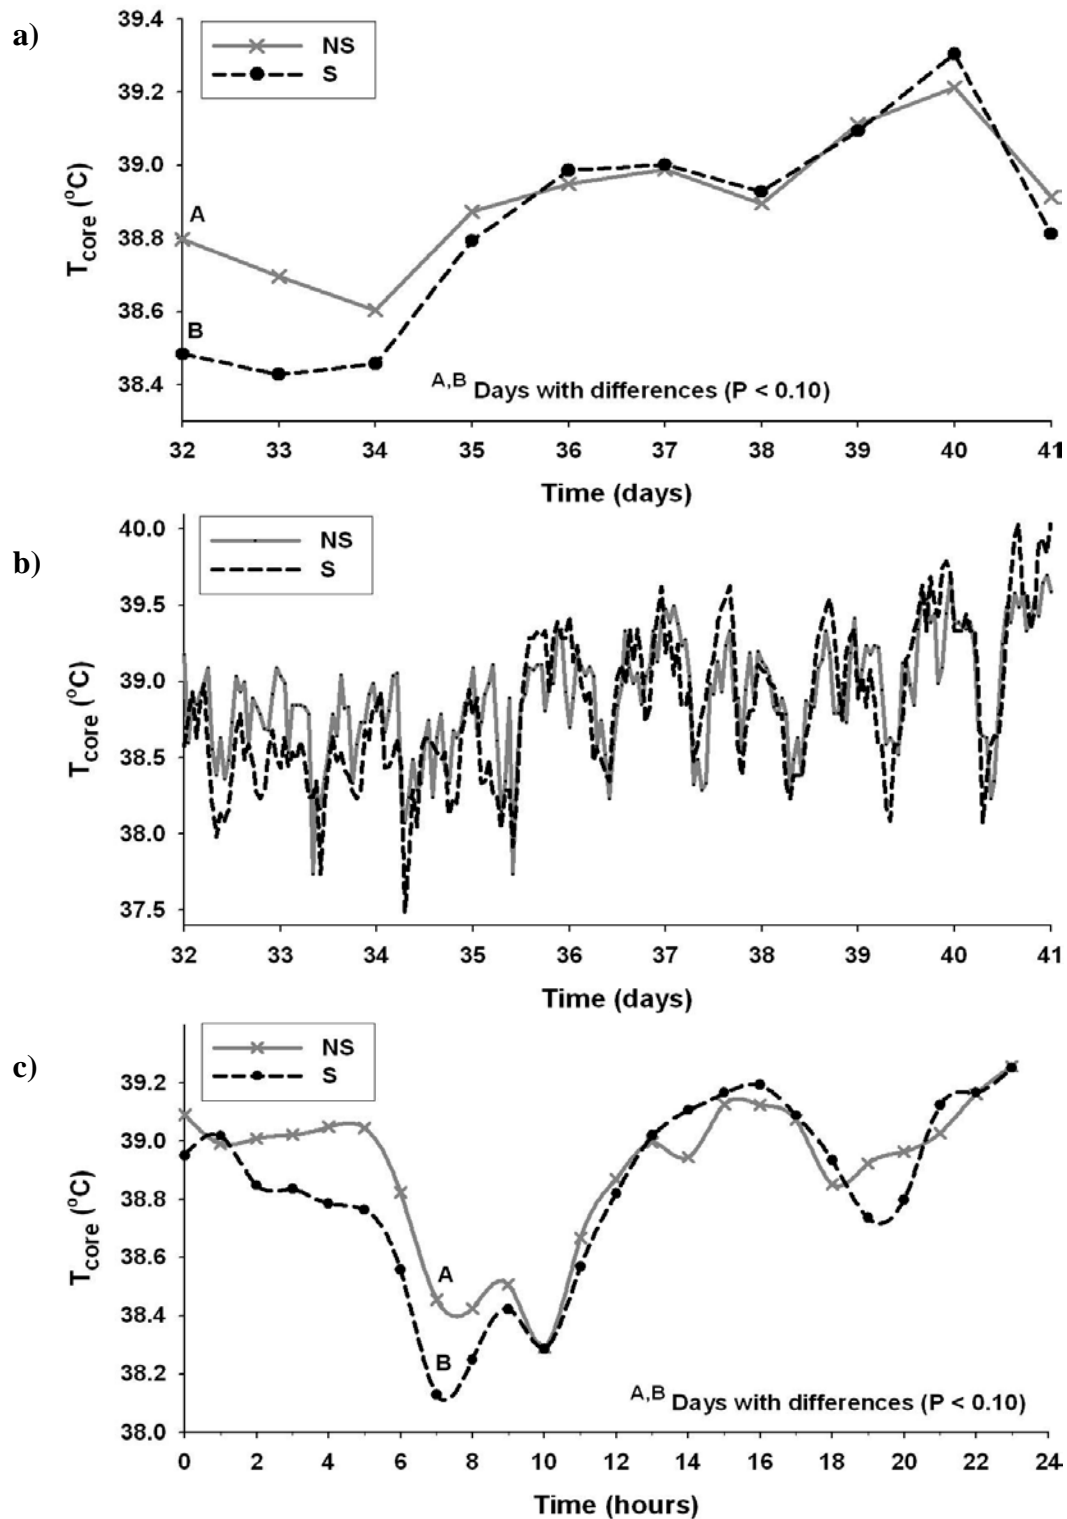 a)
39.4
39.2
39.0
38.8
38.6
38.4
T core (°C)
NS
S
A
B
A,B Days with differences (P < 0.10)
32 33 34 35 36 37 38 39 40 41
Time (days)
b)
40.0
39.5
39.0
38.5
38.0
37.5
T core (°C)
NS
S
32 33 34 35 36 37 38 39 40 41
Time (days)
c)
39.2
39.0
38.8
38.6
38.4
38.2
38.0
T core (°C)
NS
S
A
B
A,B Days with differences (P < 0.10)
0 2 4 6 8 10 12 14 16 18 20 22 24
Time (hours)